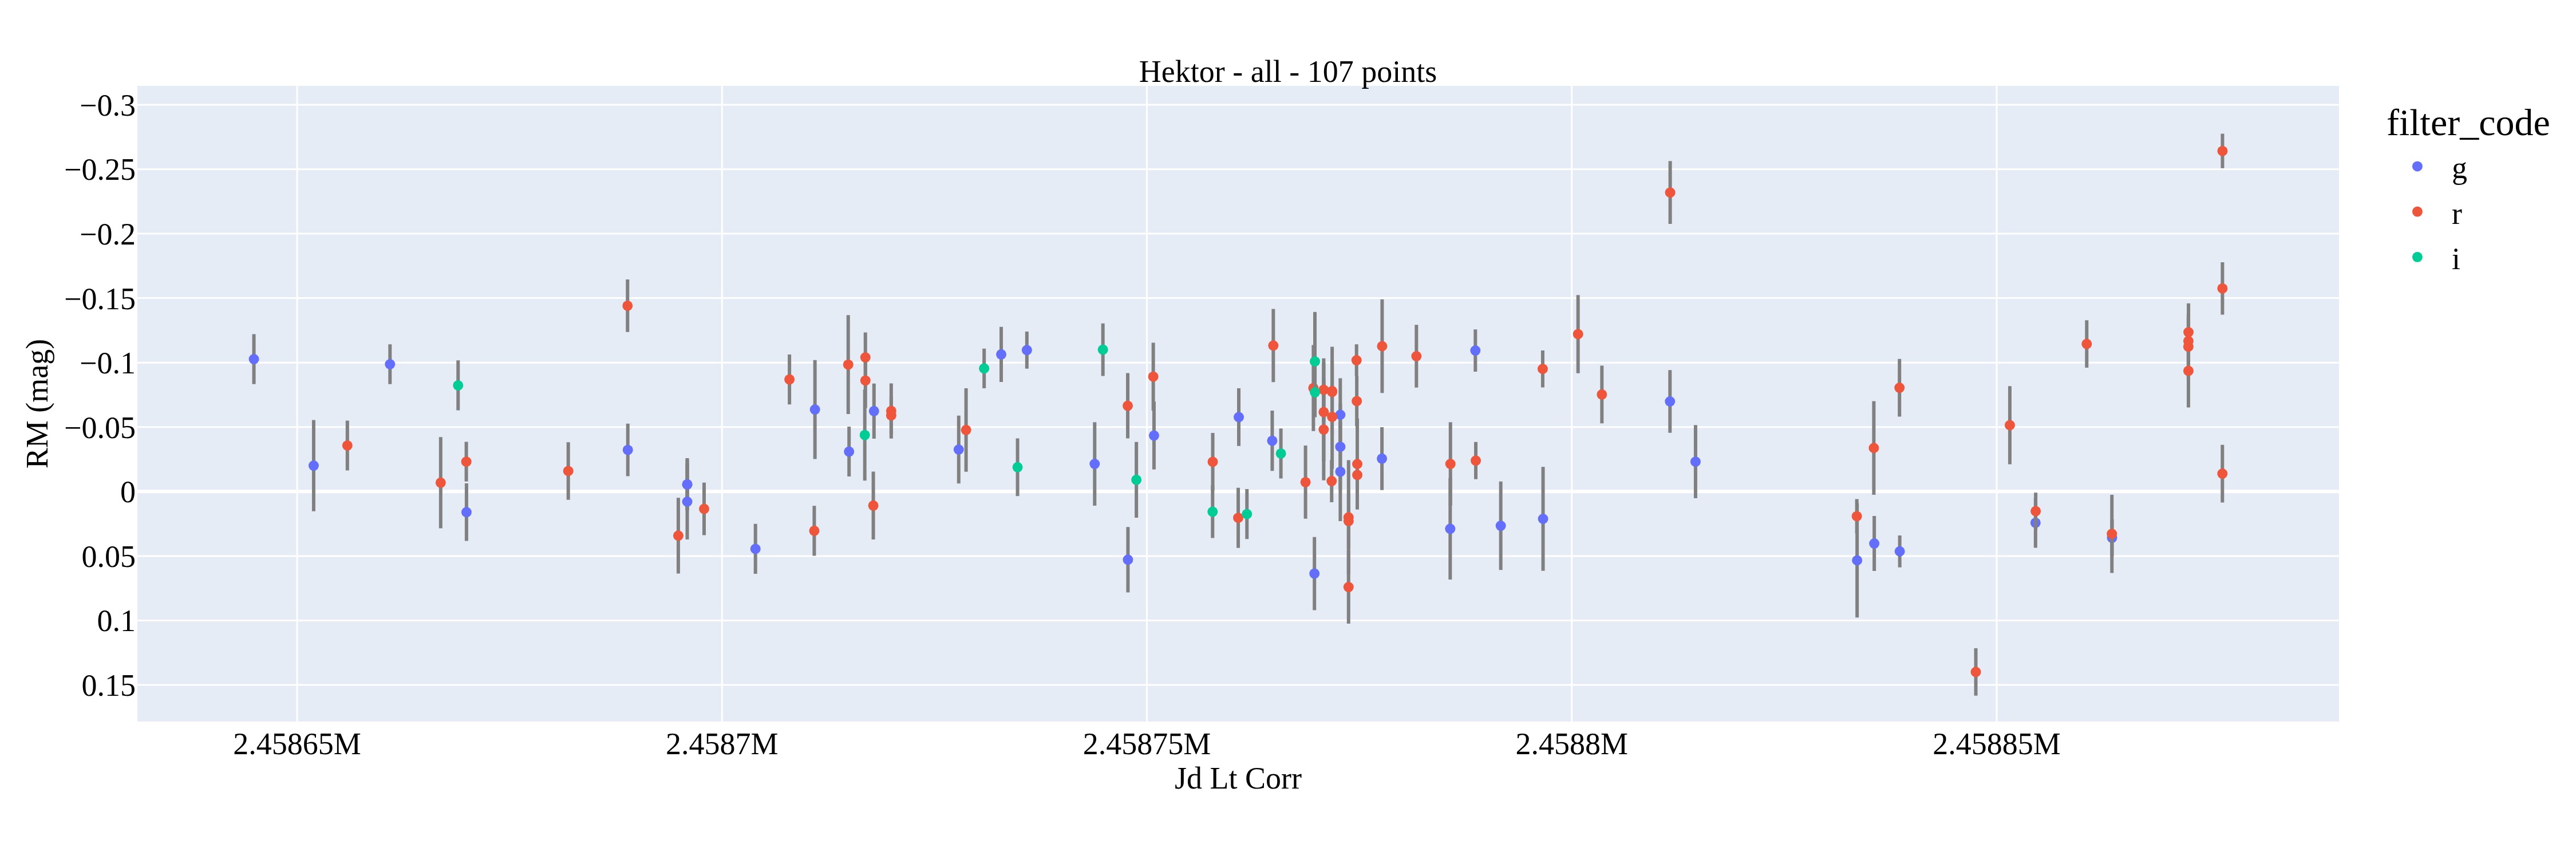 Hektor - all - 107 points
−0.3
−0.25
−0.2
−0.15
−0.1
−0.05
0
0.05
0.1
0.15
RM (mag)
2.45865M
2.4587M
2.45875M
2.4588M
2.45885M
Jd Lt Corr
filter_code
g
r
i